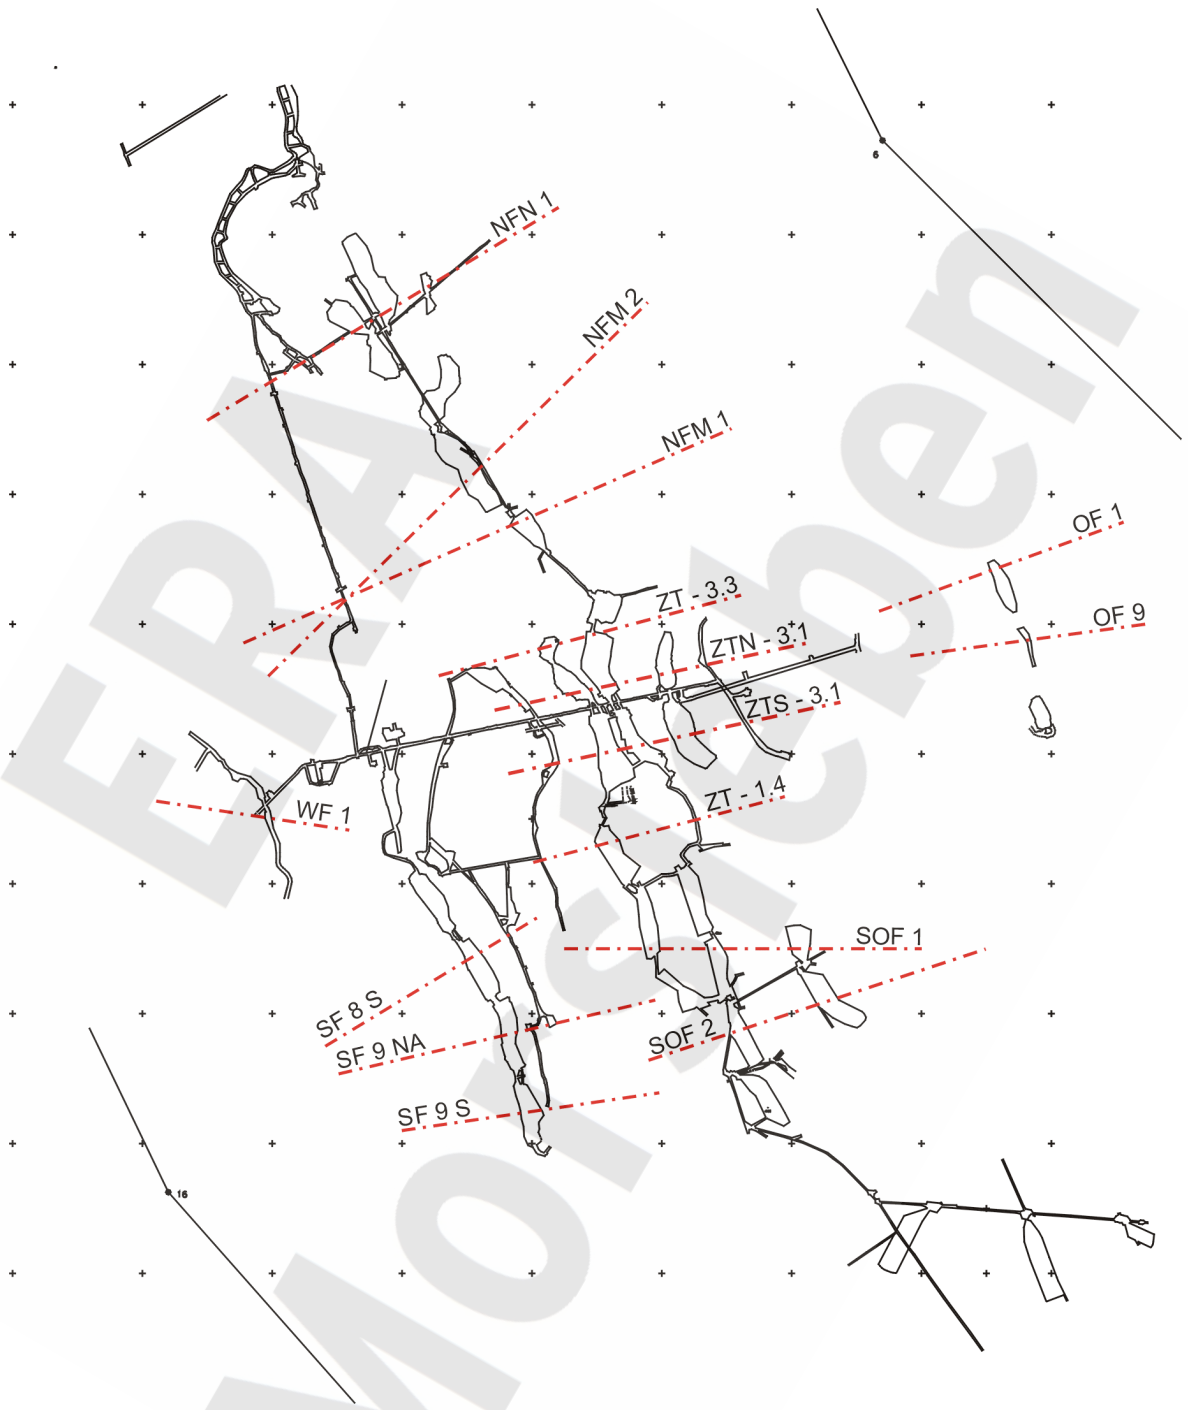 6
NFN 1
NFM 2
NFM 1
OF 1
ZT - 3.3
OF 9
ZTN - 3.1
ZTS - 3.1
ZT - 1.4
WF 1
SOF 1
SF 8 S
SOF 2
SF 9 NA
SF 9 S
16
ERA Morsleben